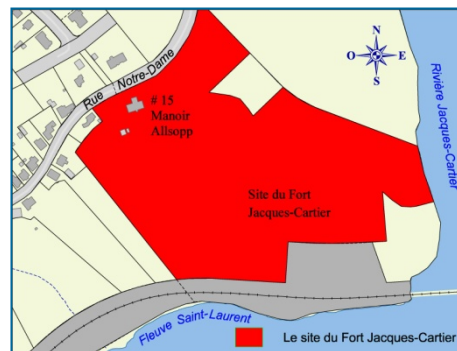 Rue Notre-Dame
# 15
Manoir
Allsopp
N
O E
S
Rivière Jacques-Cartier
Site du Fort
Jacques-Cartier
Fleuve Saint-Laurent
Le site du Fort Jacques-Cartier